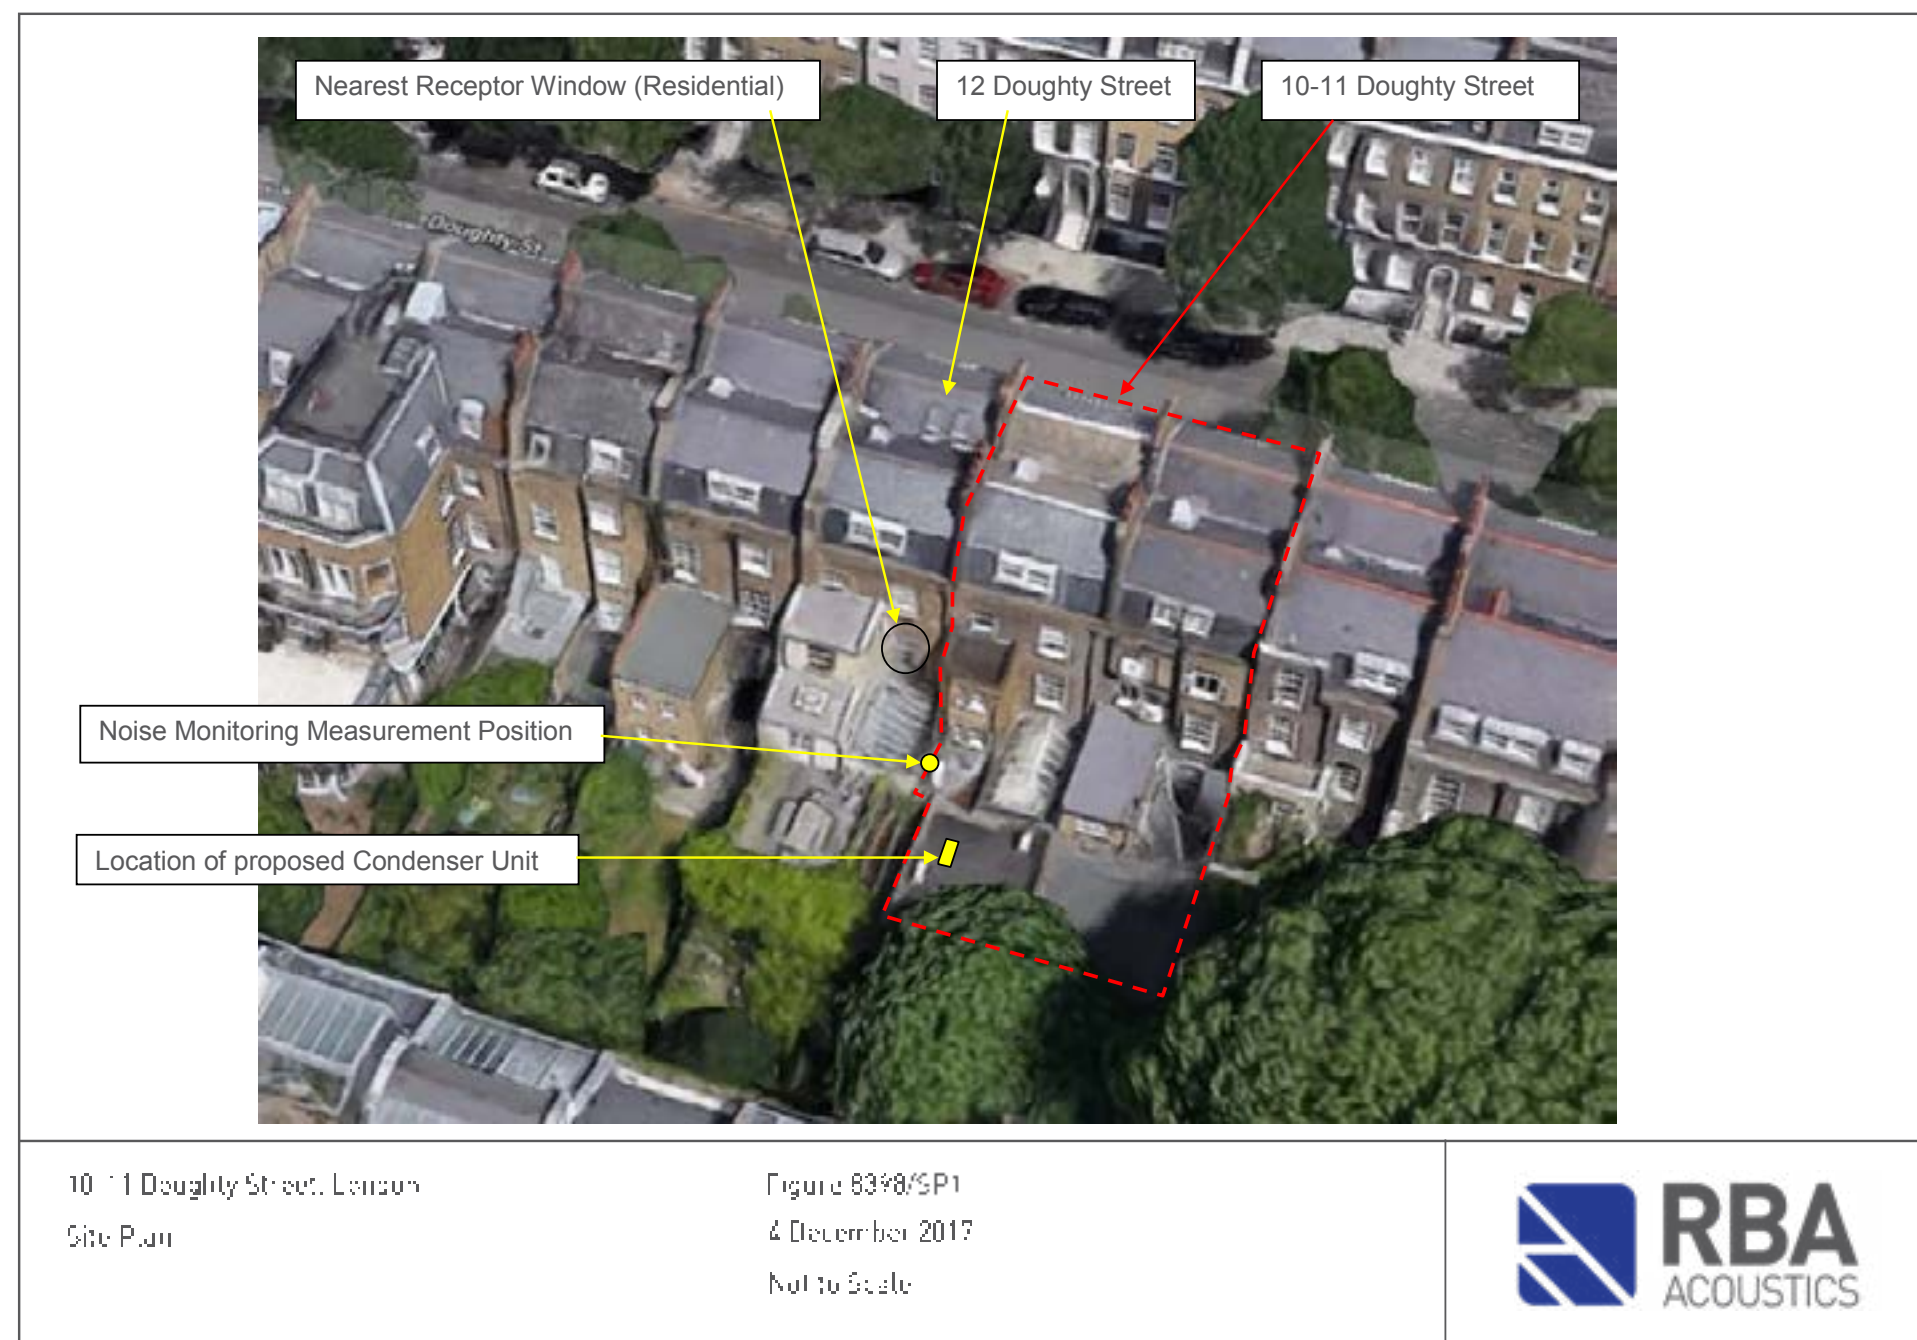 Nearest Receptor Window (Residential)
12 Doughty Street
10-11 Doughty Street
Doughty St
Noise Monitoring Measurement Position
Location of proposed Condenser Unit
10-11 Doughty Street, London
Site Plan
Figure 8398/SP1
4 December 2017
Not to Scale
RBA
ACOUSTICS